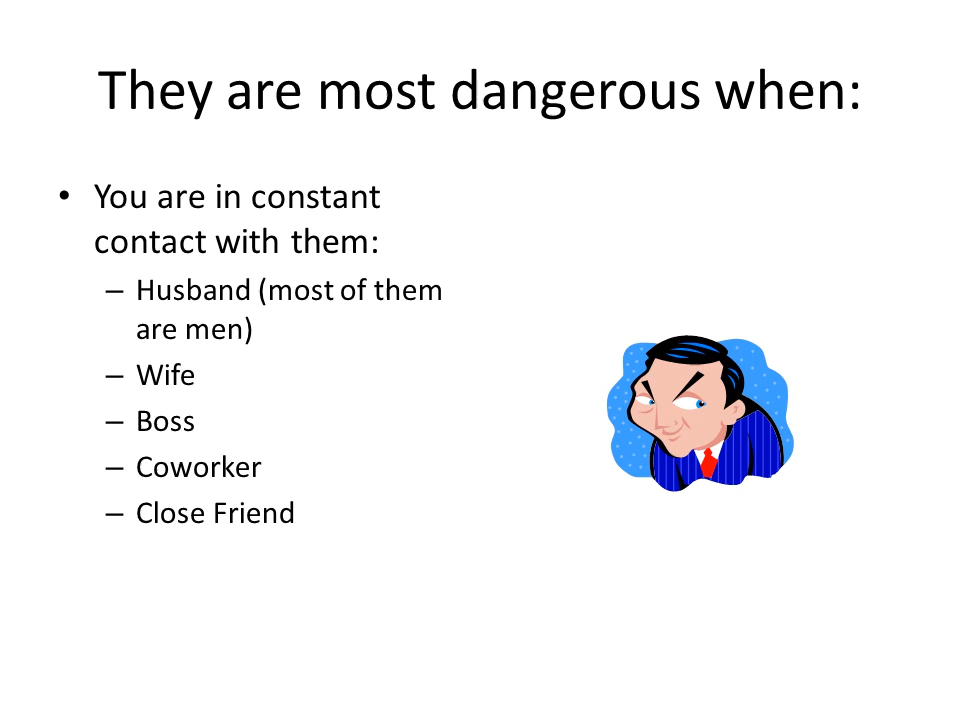 They are most dangerous when:
• You are in constant
contact with them:
– Husband (most of them
are men)
– Wife
– Boss
– Coworker
– Close Friend